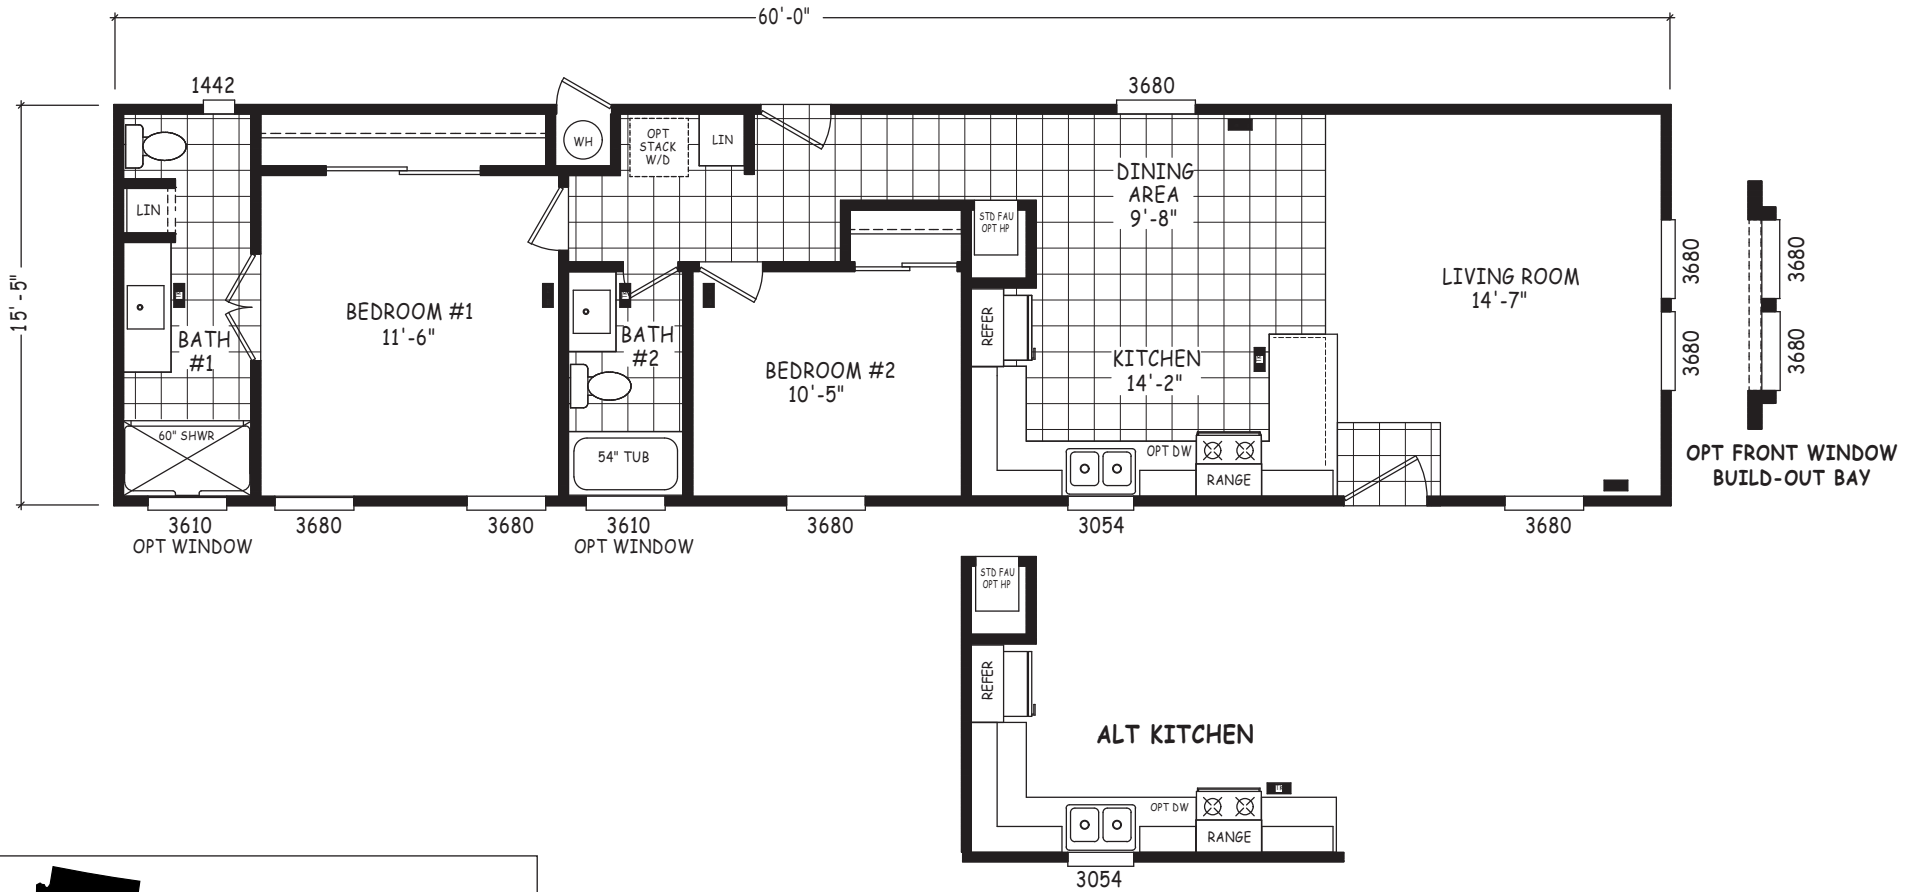 60'-0"
15'-5"
1442
3680
WH
OPT
STACK
W/D
LIN
LIN
DINING
AREA
9'-8"
STD FAU
OPT HP
LIVING ROOM
14'-7"
3680
3680
3680
3680
BEDROOM #1
11'-6"
BATH
#1
BATH
#2
BEDROOM #2
10'-5"
REFER
KITCHEN
14'-2"
60" SHWR
54" TUB
OPT DW
RANGE
OPT FRONT WINDOW
BUILD-OUT BAY
3610
OPT WINDOW
3680
3680
3610
OPT WINDOW
3680
3054
3680
STD FAU
OPT HP
REFER
ALT KITCHEN
OPT DW
RANGE
3054